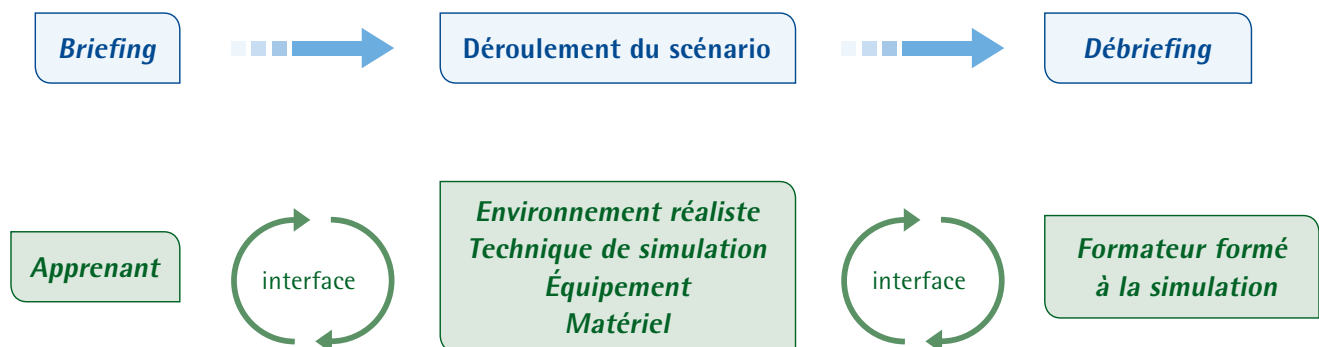 Briefing
Déroulement du scénario
Débriefing
Apprenant
interface
Environnement réaliste
Technique de simulation
Équipement
Matériel
interface
Formateur formé
à la simulation